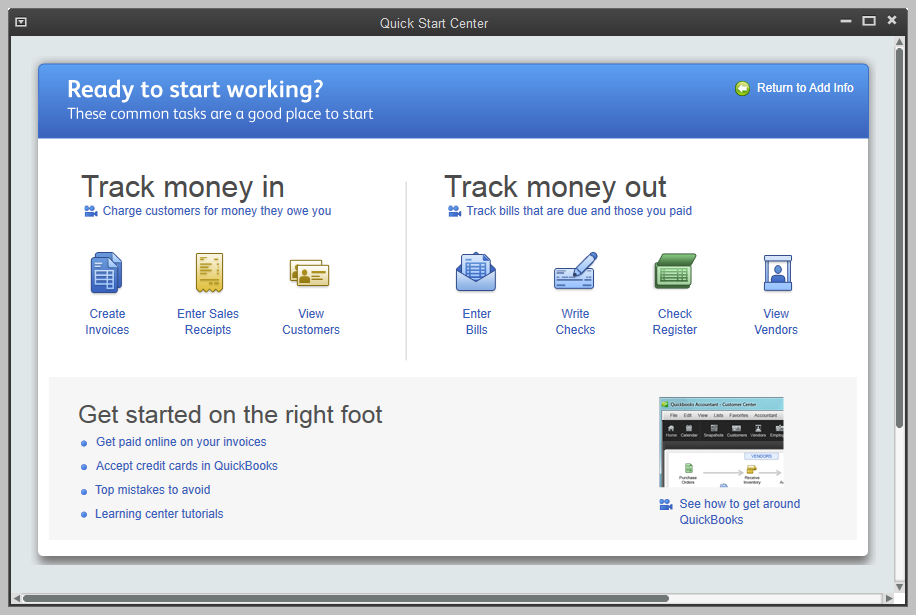 Quick Start Center
Ready to start working?
Return to Add Info
These common tasks are a good place to start
Track money in
Charge customers for money they owe you
Create
Invoices
Enter Sales
Receipts
View
Customers
Track money out
Track bills that are due and those you paid
Enter
Bills
Write
Checks
Check
Register
View
Vendors
Get started on the right foot
Get paid online on your invoices
Accept credit cards in QuickBooks
Top mistakes to avoid
Learning center tutorials
Quickbooks Accountant - Customer Center
File Edit View Lists Favorites Accountant
Home Calendar Snapshots Customers Vendors
VENDORS
Purchase
Orders
Receive
Inventory
See how to get around
QuickBooks